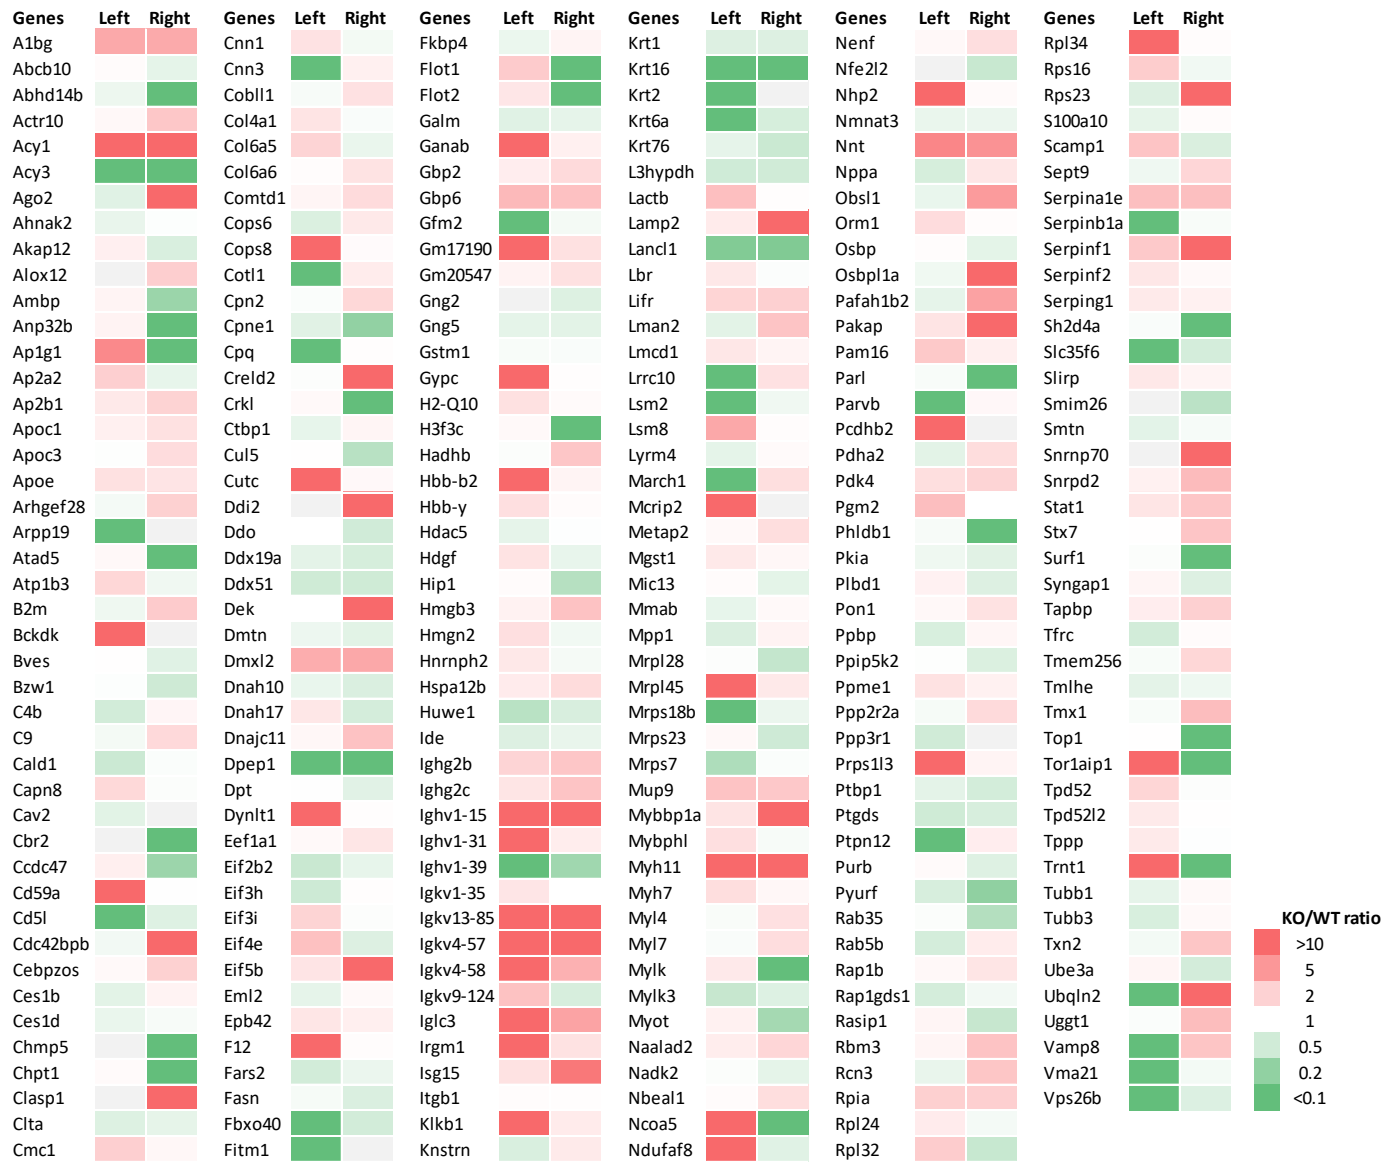 Genes Left Right
A1bg
Abcb10
Abhd14b
Actr10
Acy1
Acy3
Ago2
Ahnak2
Akap12
Alox12
Ambp
Anp32b
Ap1g1
Ap2a2
Ap2b1
Apoc1
Apoc3
Apoe
Arhgef28
Arpp19
Atad5
Atp1b3
B2m
Bckdk
Bves
Bzw1
C4b
C9
Cald1
Capn8
Cav2
Cbr2
Ccdc47
Cd59a
Cd5l
Cdc42bpb
Cebpzos
Ces1b
Ces1d
Chmp5
Chpt1
Clasp1
Clta
Cmc1
Genes Left Right
Cnn1
Cnn3
Cobll1
Col4a1
Col6a5
Col6a6
Comtd1
Cops6
Cops8
Cotl1
Cpn2
Cpne1
Cpq
Creld2
Crkl
Ctbp1
Cul5
Cutc
Ddi2
Ddo
Ddx19a
Ddx51
Dek
Dmtn
Dmxl2
Dnah10
Dnah17
Dnajc11
Dpep1
Dpt
Dynlt1
Eef1a1
Eif2b2
Eif3h
Eif3i
Eif4e
Eif5b
Eml2
Epb42
F12
Fars2
Fasn
Fbxo40
Fitm1
Genes Left Right
Fkbp4
Flot1
Flot2
Galm
Ganab
Gbp2
Gbp6
Gfm2
Gm17190
Gm20547
Gng2
Gng5
Gstm1
Gypc
H2-Q10
H3f3c
Hadhb
Hbb-b2
Hbb-y
Hdac5
Hdgf
Hip1
Hmgb3
Hmgn2
Hnrnph2
Hspa12b
Huwe1
Ide
Ighg2b
Ighg2c
Ighv1-15
Ighv1-31
Ighv1-39
Igkv1-35
Igkv13-85
Igkv4-57
Igkv4-58
Igkv9-124
Iglc3
Irgm1
Isg15
Itgb1
Klkb1
Knstrn
Genes Left Right
Krt1
Krt16
Krt2
Krt6a
Krt76
L3hypdh
Lactb
Lamp2
Lancl1
Lbr
Lifr
Lman2
Lmcd1
Lrrc10
Lsm2
Lsm8
Lyrm4
March1
Mcrip2
Metap2
Mgst1
Mic13
Mmab
Mpp1
Mrpl28
Mrpl45
Mrps18b
Mrps23
Mrps7
Mup9
Mybbp1a
Mybphl
Myh11
Myh7
Myl4
Myl7
Mylk
Mylk3
Myot
Naalad2
Nadk2
Nbeal1
Ncoa5
Ndufaf8
Genes Left Right
Nenf
Nfe2l2
Nhp2
Nmnat3
Nnt
Nppa
Obsl1
Orm1
Osbp
Osbpl1a
Pafah1b2
Pakap
Pam16
Parl
Parvb
Pcdhb2
Pdha2
Pdk4
Pgm2
Phldb1
Pkia
Plbd1
Pon1
Ppbp
Ppip5k2
Ppme1
Ppp2r2a
Ppp3r1
Prps1l3
Ptbp1
Ptgds
Ptpn12
Purb
Pyurf
Rab35
Rab5b
Rap1b
Rap1gds1
Rasip1
Rbm3
Rcn3
Rpia
Rpl24
Rpl32
Genes Left Right
Rpl34
Rps16
Rps23
S100a10
Scamp1
Sept9
Serpina1e
Serpinb1a
Serpinf1
Serpinf2
Serping1
Sh2d4a
Slc35f6
Slirp
Smim26
Smtn
Snrnp70
Snrpd2
Stat1
Stx7
Surf1
Syngap1
Tapbp
Tfrc
Tmem256
Tmlhe
Tmx1
Top1
Tor1aip1
Tpd52
Tpd52l2
Tppp
Trnt1
Tubb1
Tubb3
Txn2
Ube3a
Ubqln2
Uggt1
Vamp8
Vma21
Vps26b
KO/WT ratio
>10
5
2
1
0.5
0.2
<0.1